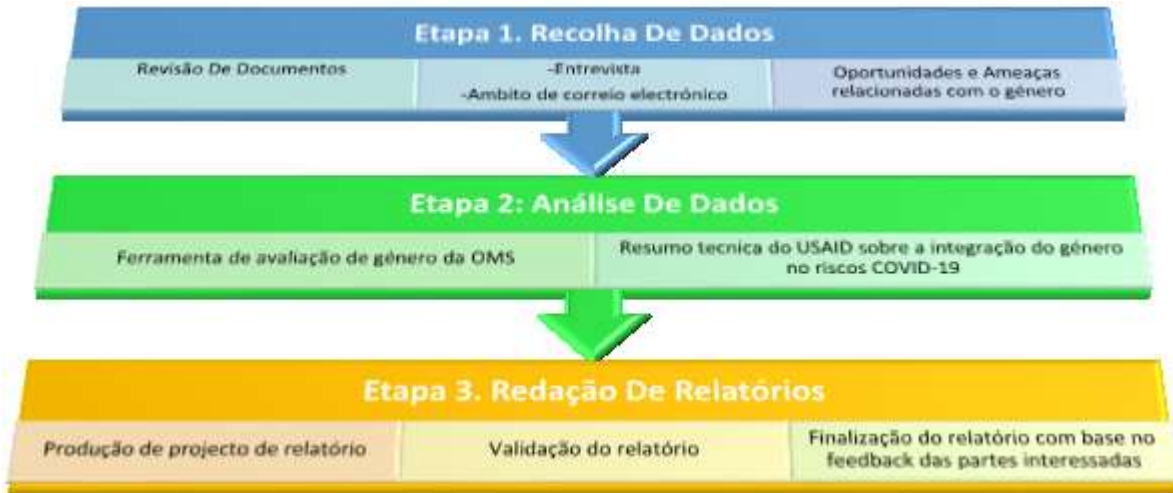 Etapa 1. Recolha De Dados
Revisão De Documentos
-Entrevista
-Ambito de correio electrónico
Oportunidades e Ameaças
relacionadas com o género
Etapa 2: Análise De Dados
Ferramenta de avaliação de género da OMS
Resumo tecnica do USAID sobre a integração do género
no riscos COVID-19
Etapa 3. Redação De Relatórios
Produção de projecto de relatório
Validação do relatório
Finalização do relatório com base no
feedback das partes interessadas